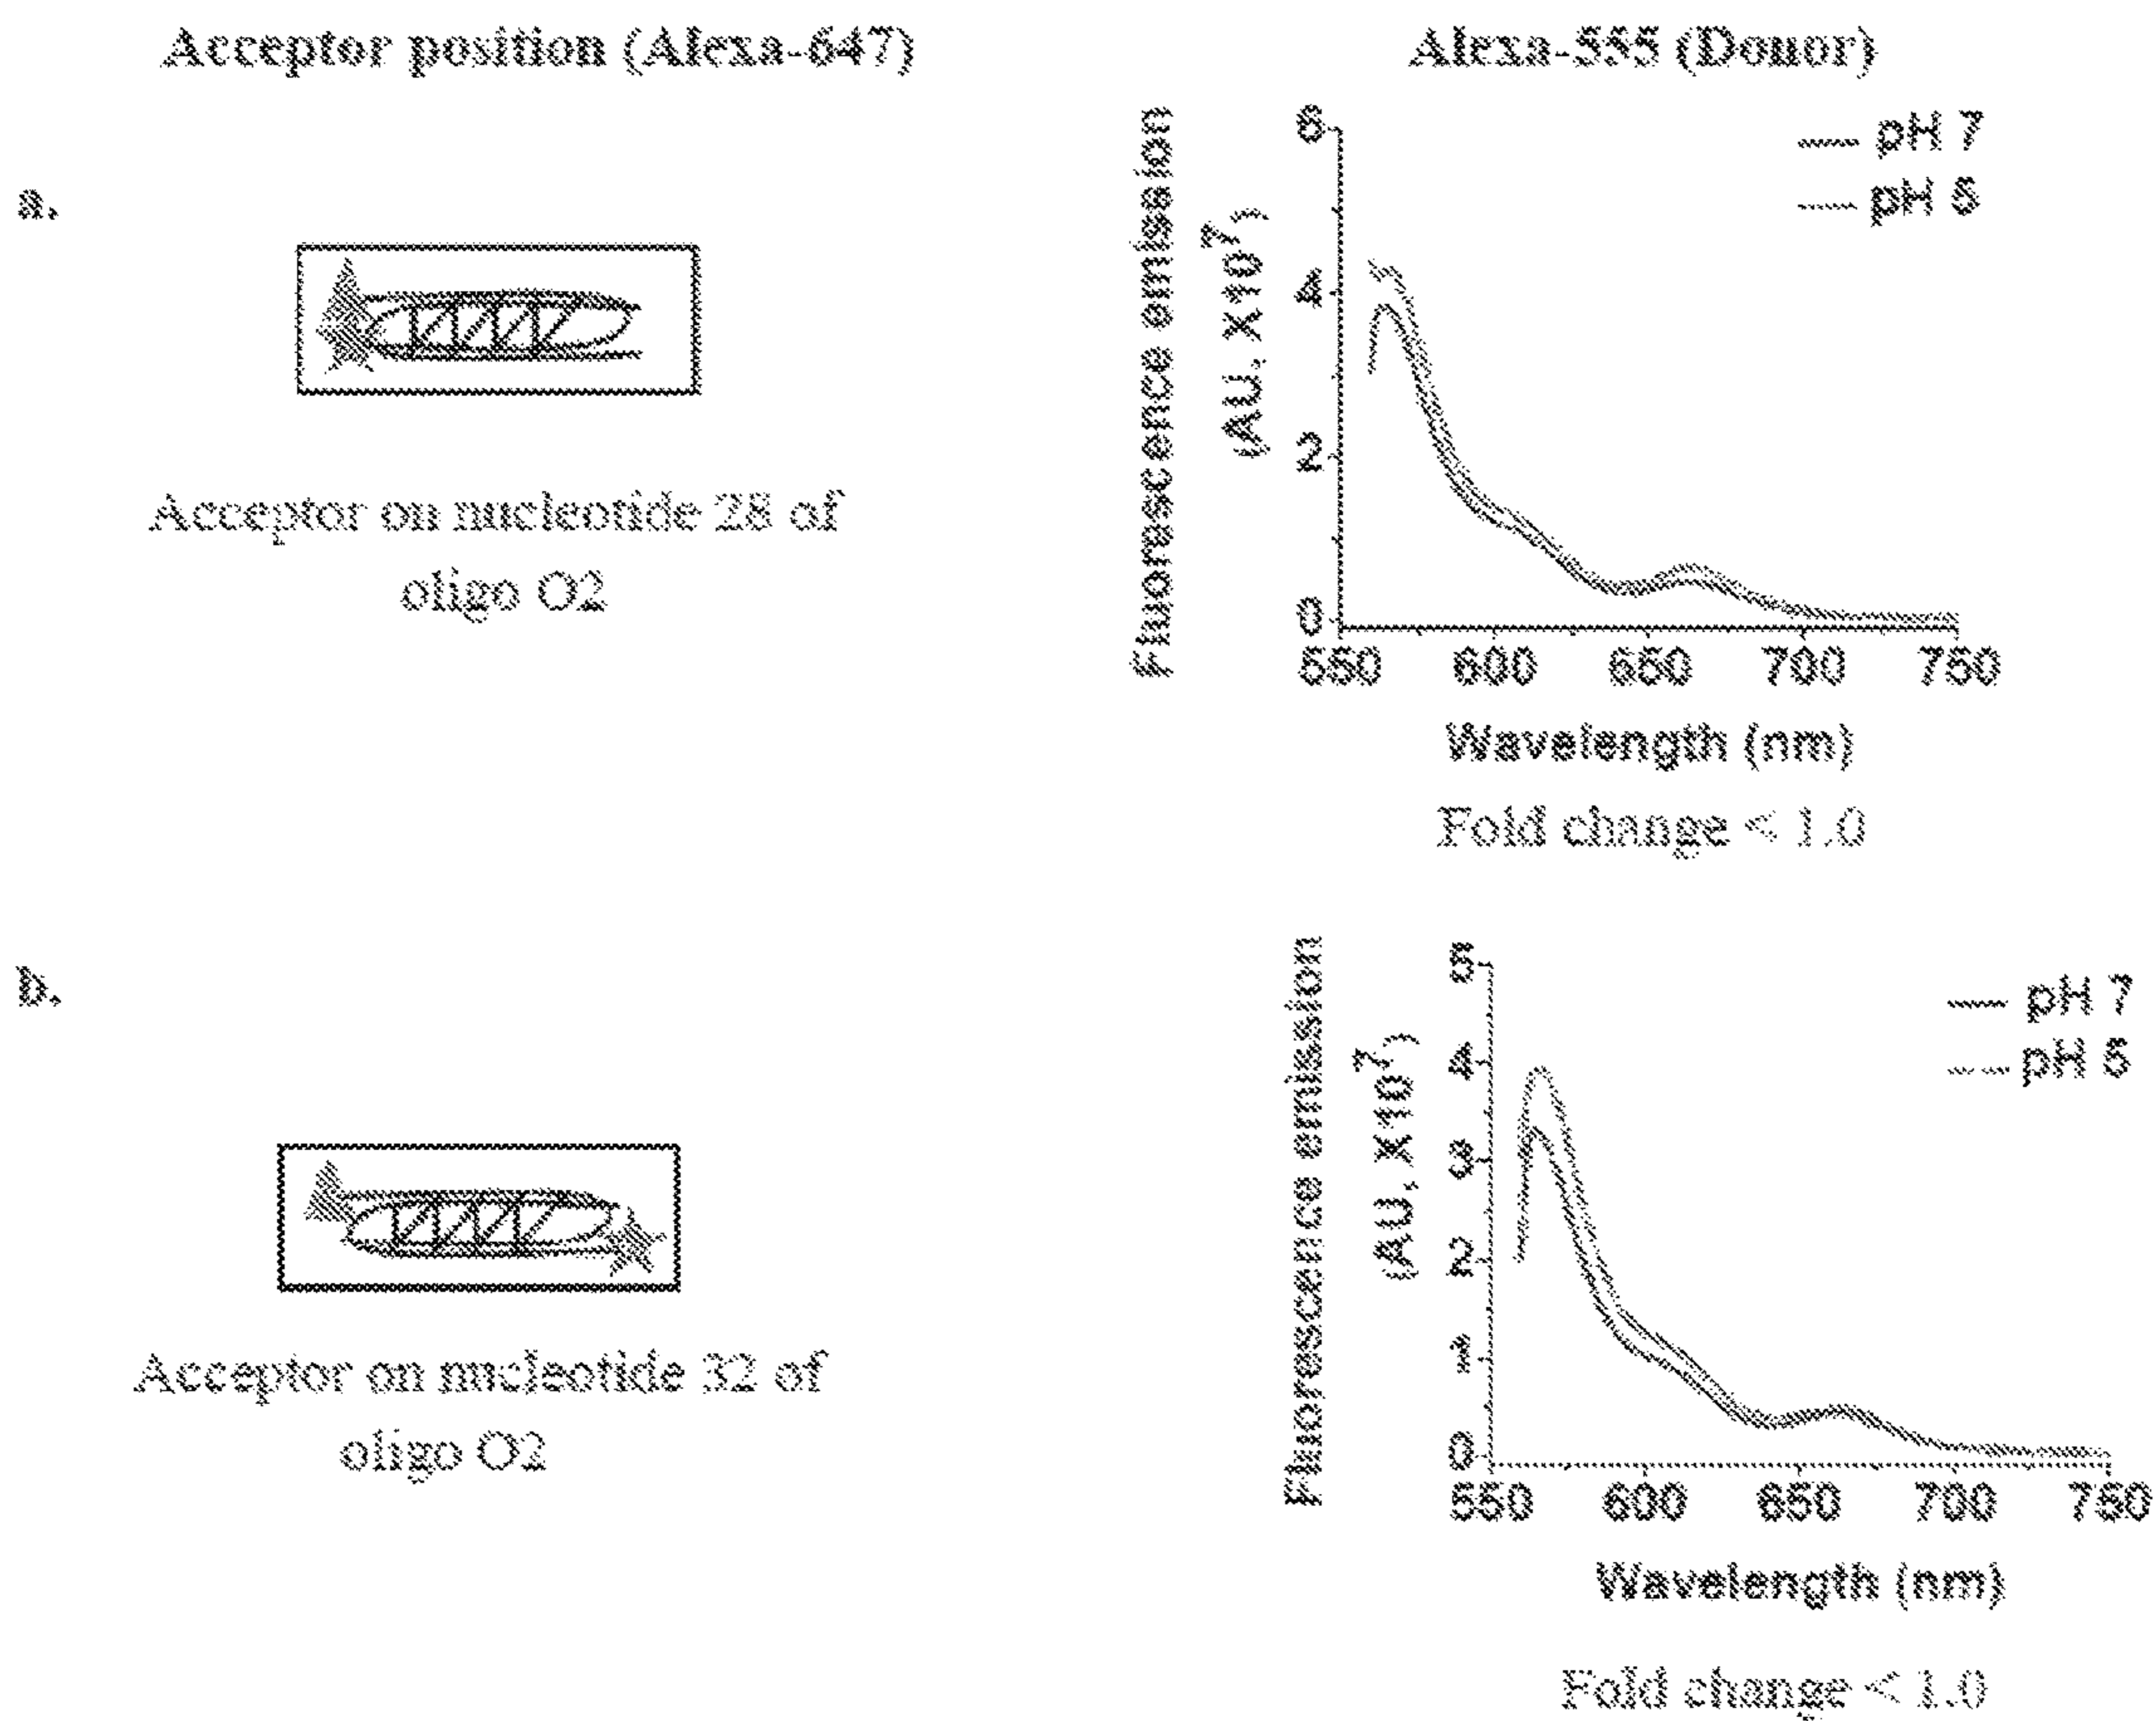 Acceptor position (Alexa-647)
Alexa-555 (Donor)
a.
Acceptor on nucleotide 28 of
oligo O2
Fluorescence emission
(AU, X10⁷)
6
4
2
0
550 600 650 700 750
Wavelength (nm)
pH 7
pH 5
Fold change < 1.0
b.
Acceptor on nucleotide 32 of
oligo O2
Fluorescence emission
(AU, X10⁷)
5
4
3
2
1
0
550 600 650 700 750
Wavelength (nm)
pH 7
pH 5
Fold change < 1.0